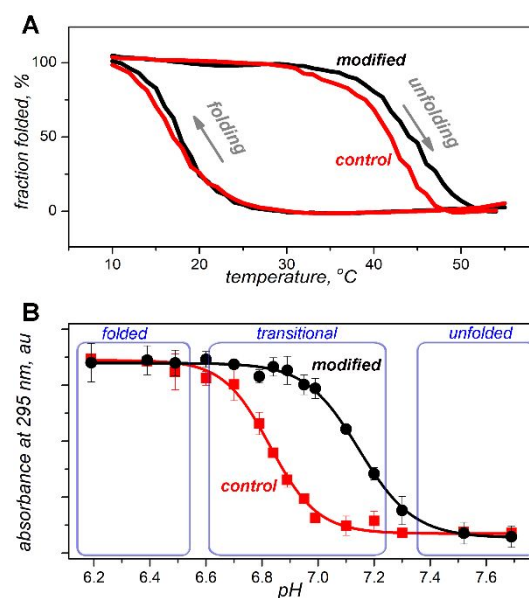 A
100
50
0
fraction folded, %
modified
folding
unfolding
control
10 20 30 40 50
temperature, °C
B
folded transitional unfolded
modified
control
absorbance at 295 nm, au
6.2 6.4 6.6 6.8 7.0 7.2 7.4 7.6
pH